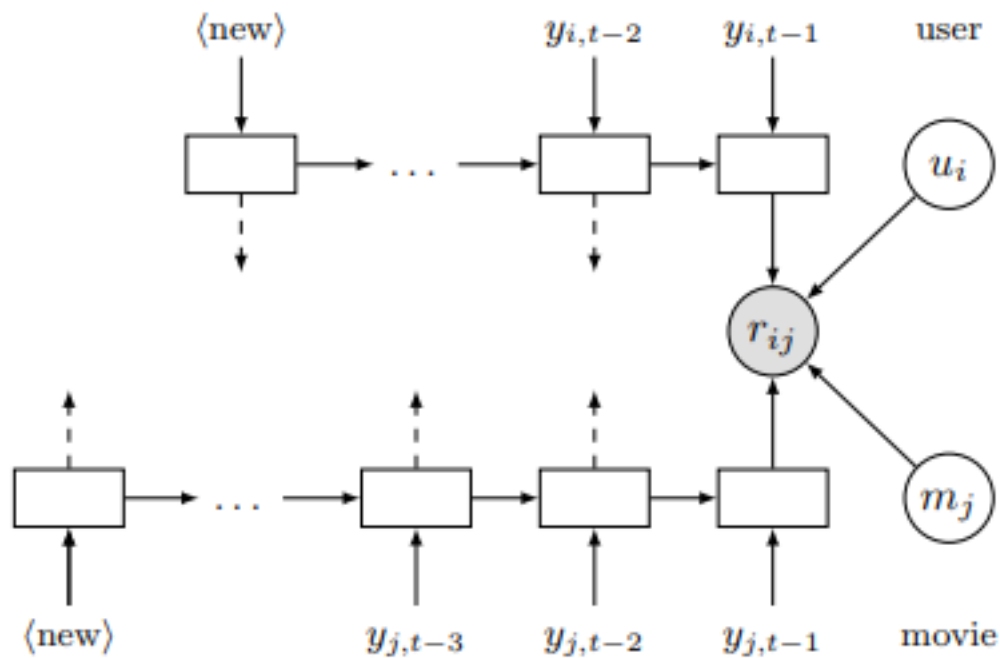 ⟨new⟩ y_{i,t−2} y_{i,t−1} user
... u_i
r_{ij}
... m_j
⟨new⟩ y_{j,t−3} y_{j,t−2} y_{j,t−1} movie